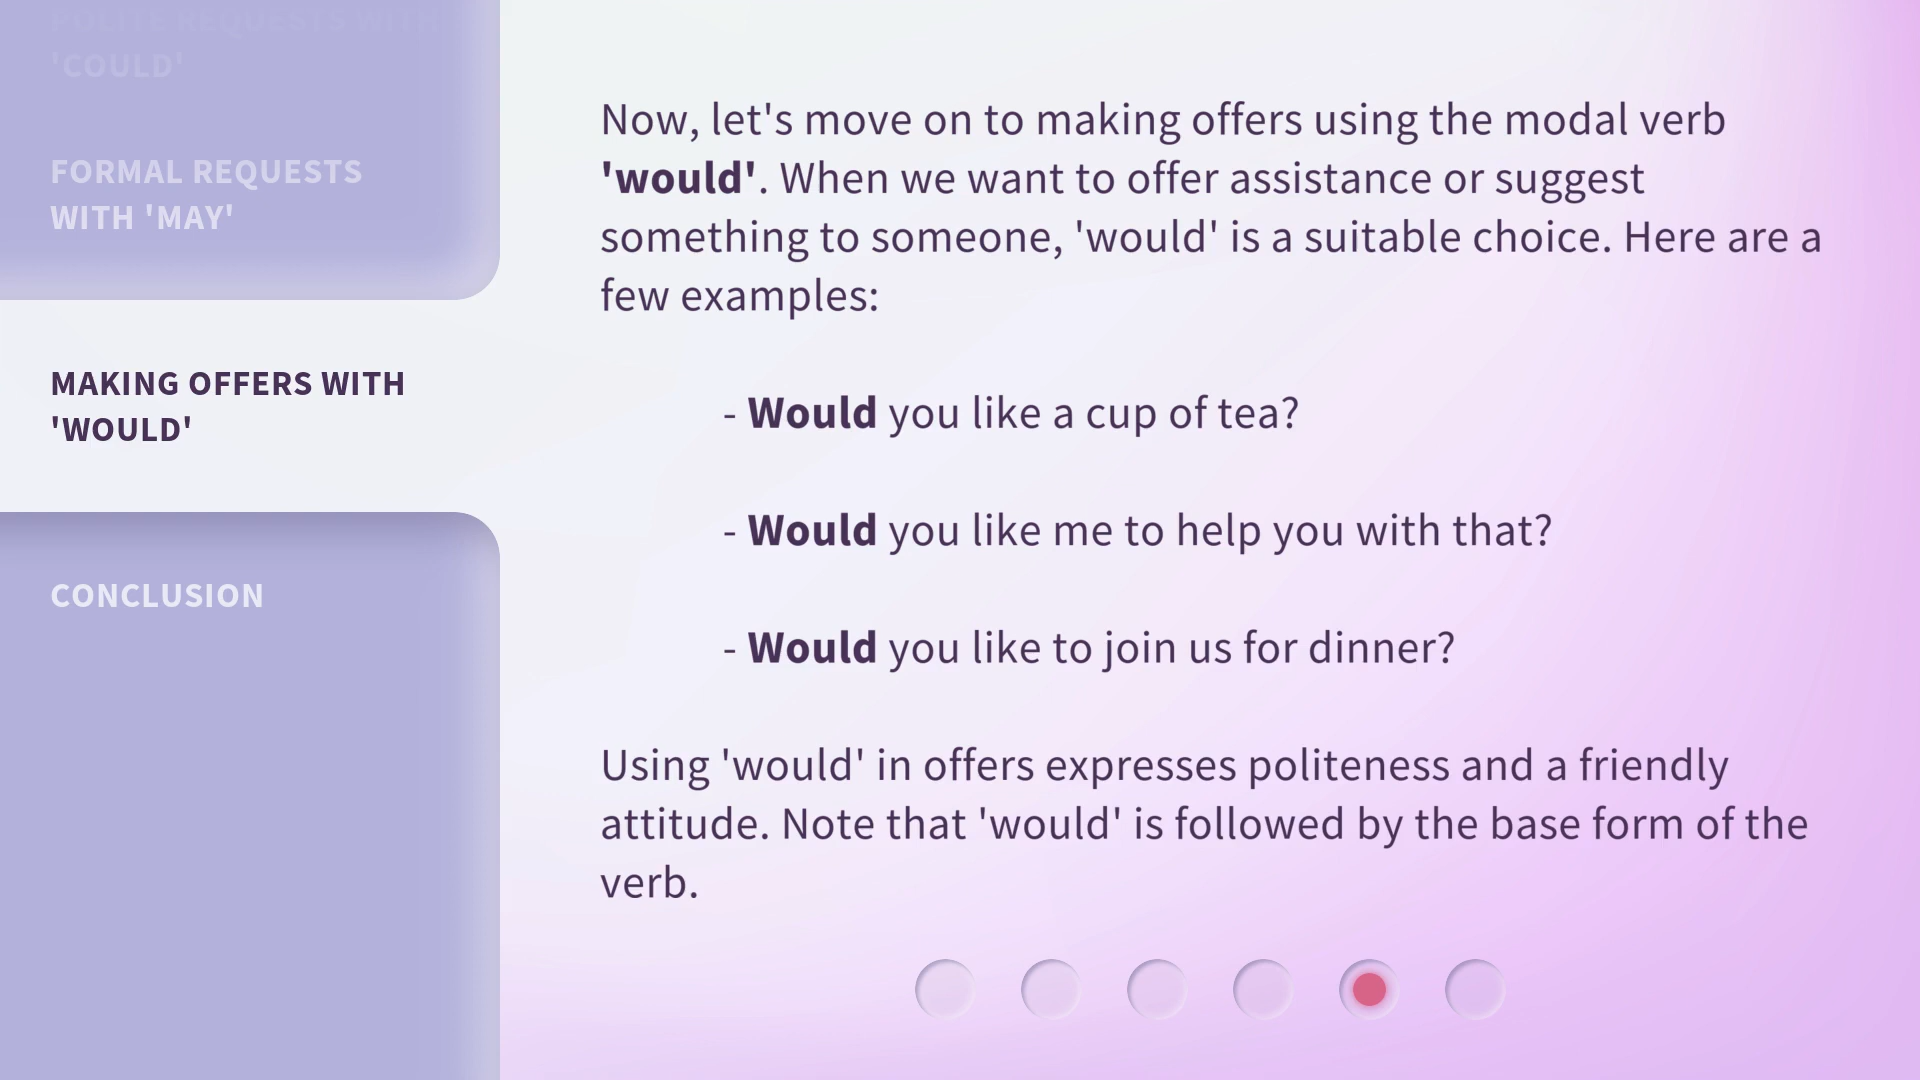 POLITE REQUESTS WITH
'COULD'
FORMAL REQUESTS
WITH 'MAY'
MAKING OFFERS WITH
'WOULD'
CONCLUSION
Now, let's move on to making offers using the modal verb
'would'. When we want to offer assistance or suggest
something to someone, 'would' is a suitable choice. Here are a
few examples:
- Would you like a cup of tea?
- Would you like me to help you with that?
- Would you like to join us for dinner?
Using 'would' in offers expresses politeness and a friendly
attitude. Note that 'would' is followed by the base form of the
verb.